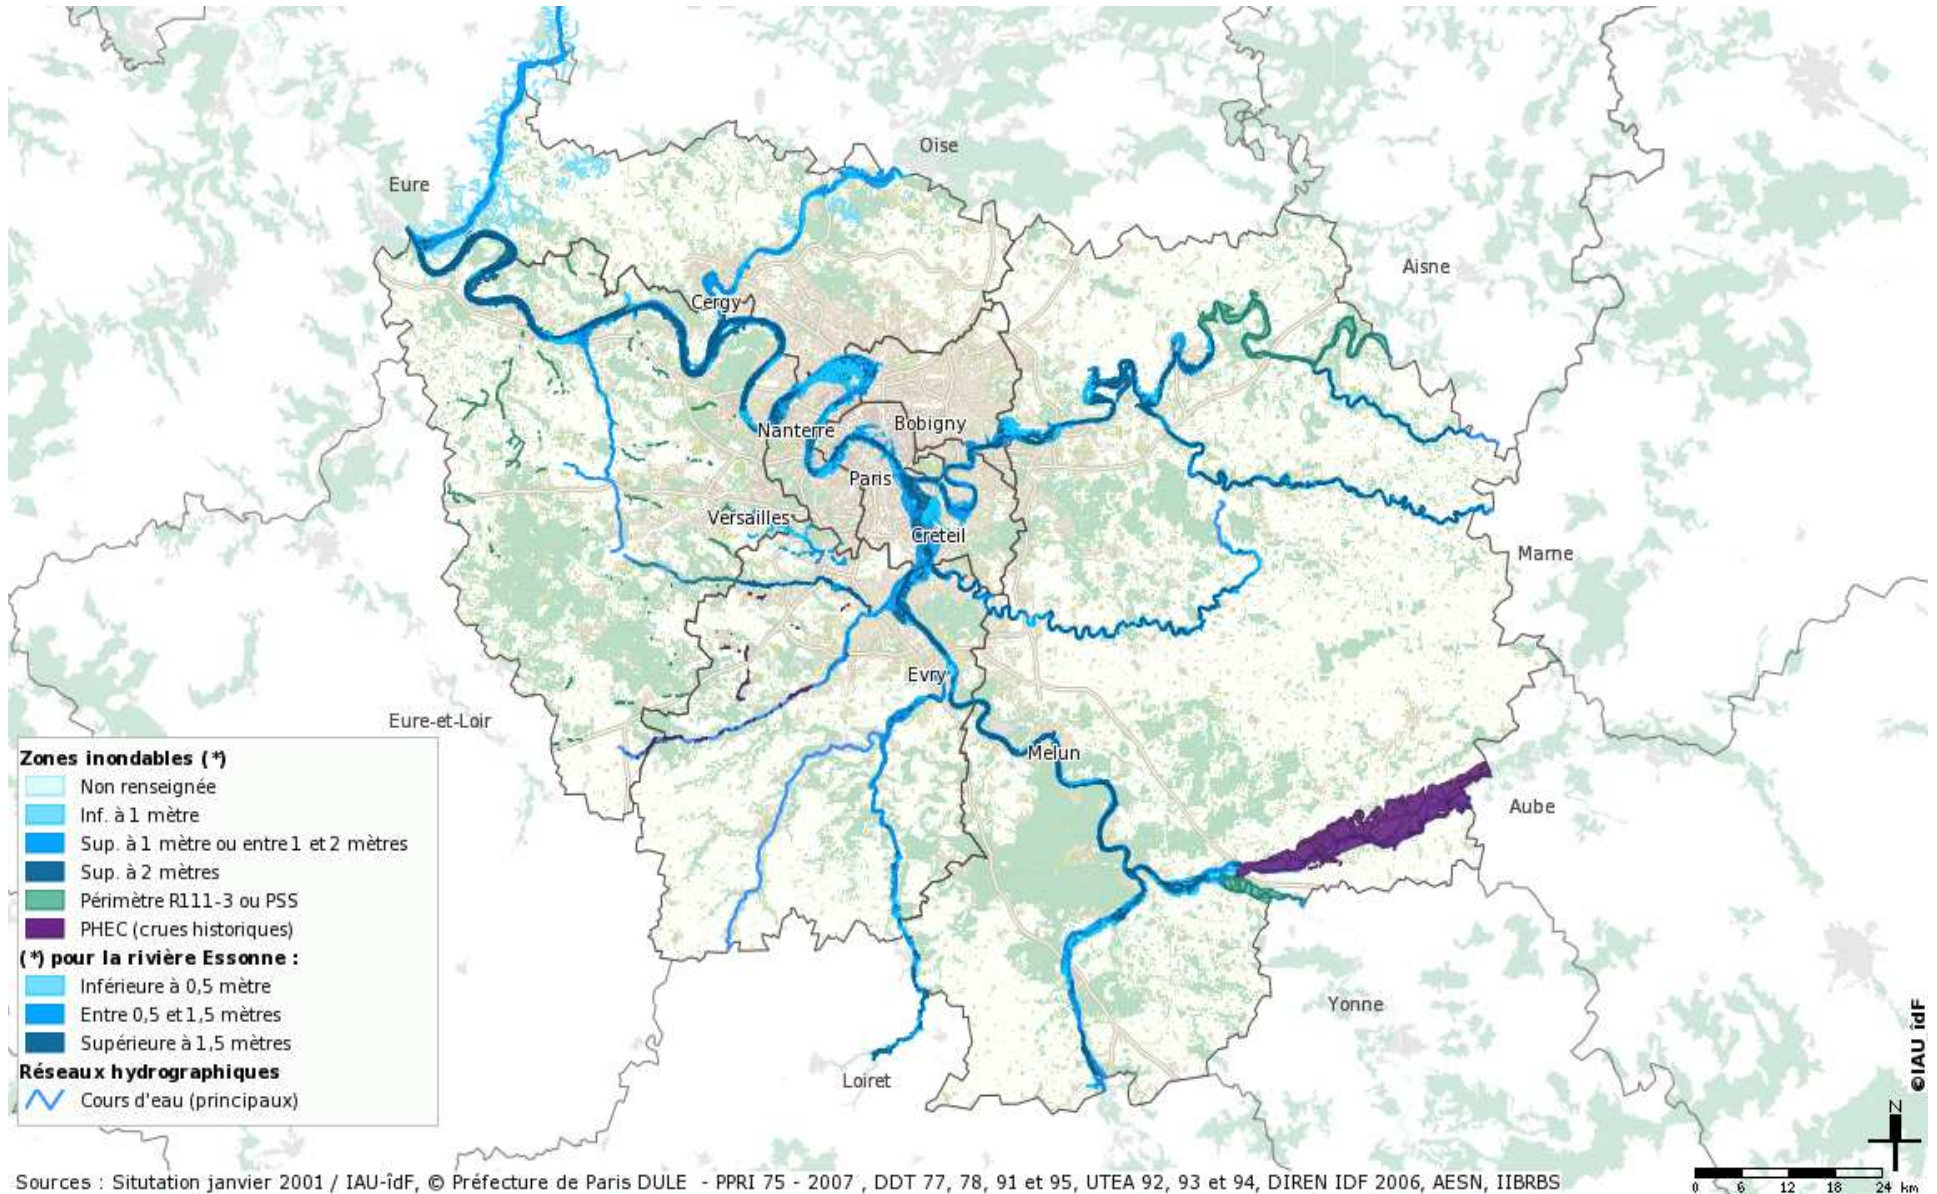 Oise
Eure
Aisne
Cergy
Nanterre
Bobigny
Paris
Versailles
Créteil
Marne
Evry
Eure-et-Loir
Melun
Aube
Yonne
Loiret
Zones inondables (*)
Non renseignée
Inf. à 1 mètre
Sup. à 1 mètre ou entre 1 et 2 mètres
Sup. à 2 mètres
Périmètre R111-3 ou PSS
PHEC (crues historiques)
(*) pour la rivière Essonne :
Inférieure à 0,5 mètre
Entre 0,5 et 1,5 mètres
Supérieure à 1,5 mètres
Réseaux hydrographiques
Cours d'eau (principaux)
©IAU îdF
N
0 6 12 18 24 km
Sources : Situtation janvier 2001 / IAU-îdF, © Préfecture de Paris DULE - PPRI 75 - 2007 , DDT 77, 78, 91 et 95, UTEA 92, 93 et 94, DIREN IDF 2006, AESN, IIBRBS